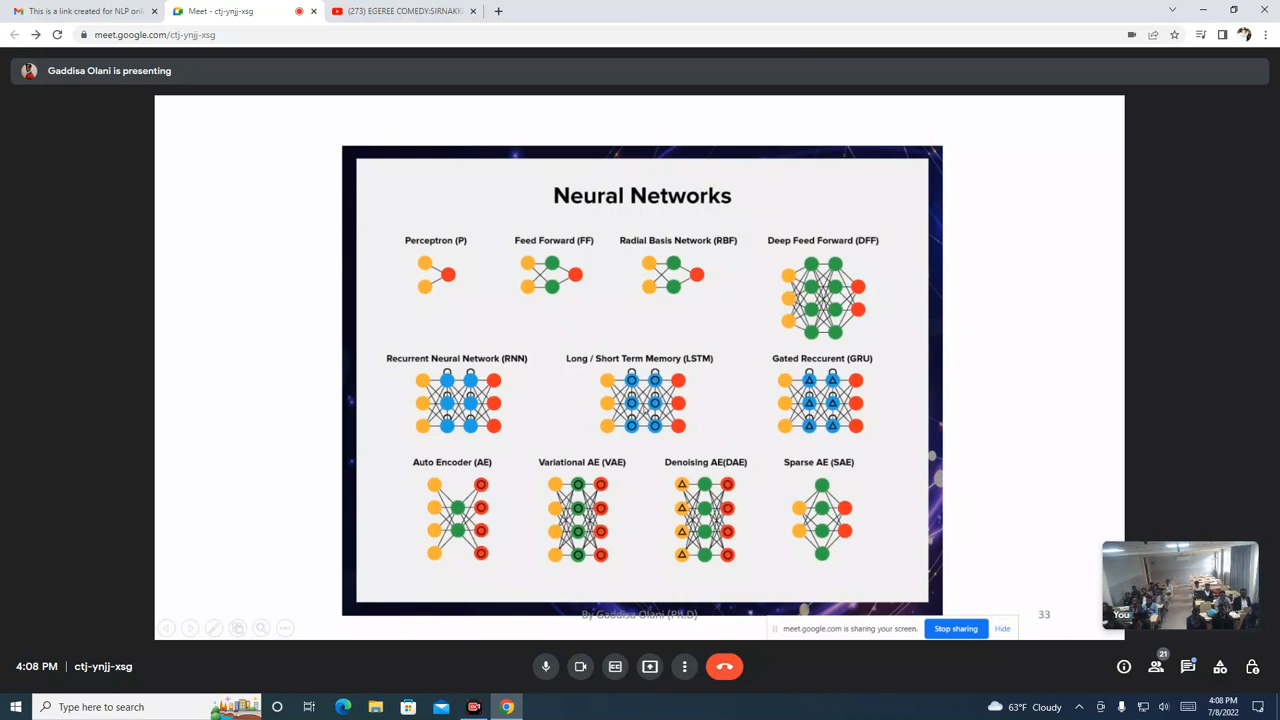 This is a link created for NLP onl
Meet - ctj-ynjj-xsg
(273) EGEREE COMEDY:SIRNAKK
meet.google.com/ctj-ynjj-xsg
Gaddisa Olani is presenting
Neural Networks
Perceptron (P)
Feed Forward (FF)
Radial Basis Network (RBF)
Deep Feed Forward (DFF)
Recurrent Neural Network (RNN)
Long / Short Term Memory (LSTM)
Gated Reccurent (GRU)
Auto Encoder (AE)
Variational AE (VAE)
Denoising AE(DAE)
Sparse AE (SAE)
You
By Gaddisa Olani (Ph.D)
33
meet.google.com is sharing your screen.
Stop sharing
Hide
4:08 PM | ctj-ynjj-xsg
21
Type here to search
63°F Cloudy
4:08 PM
7/8/2022